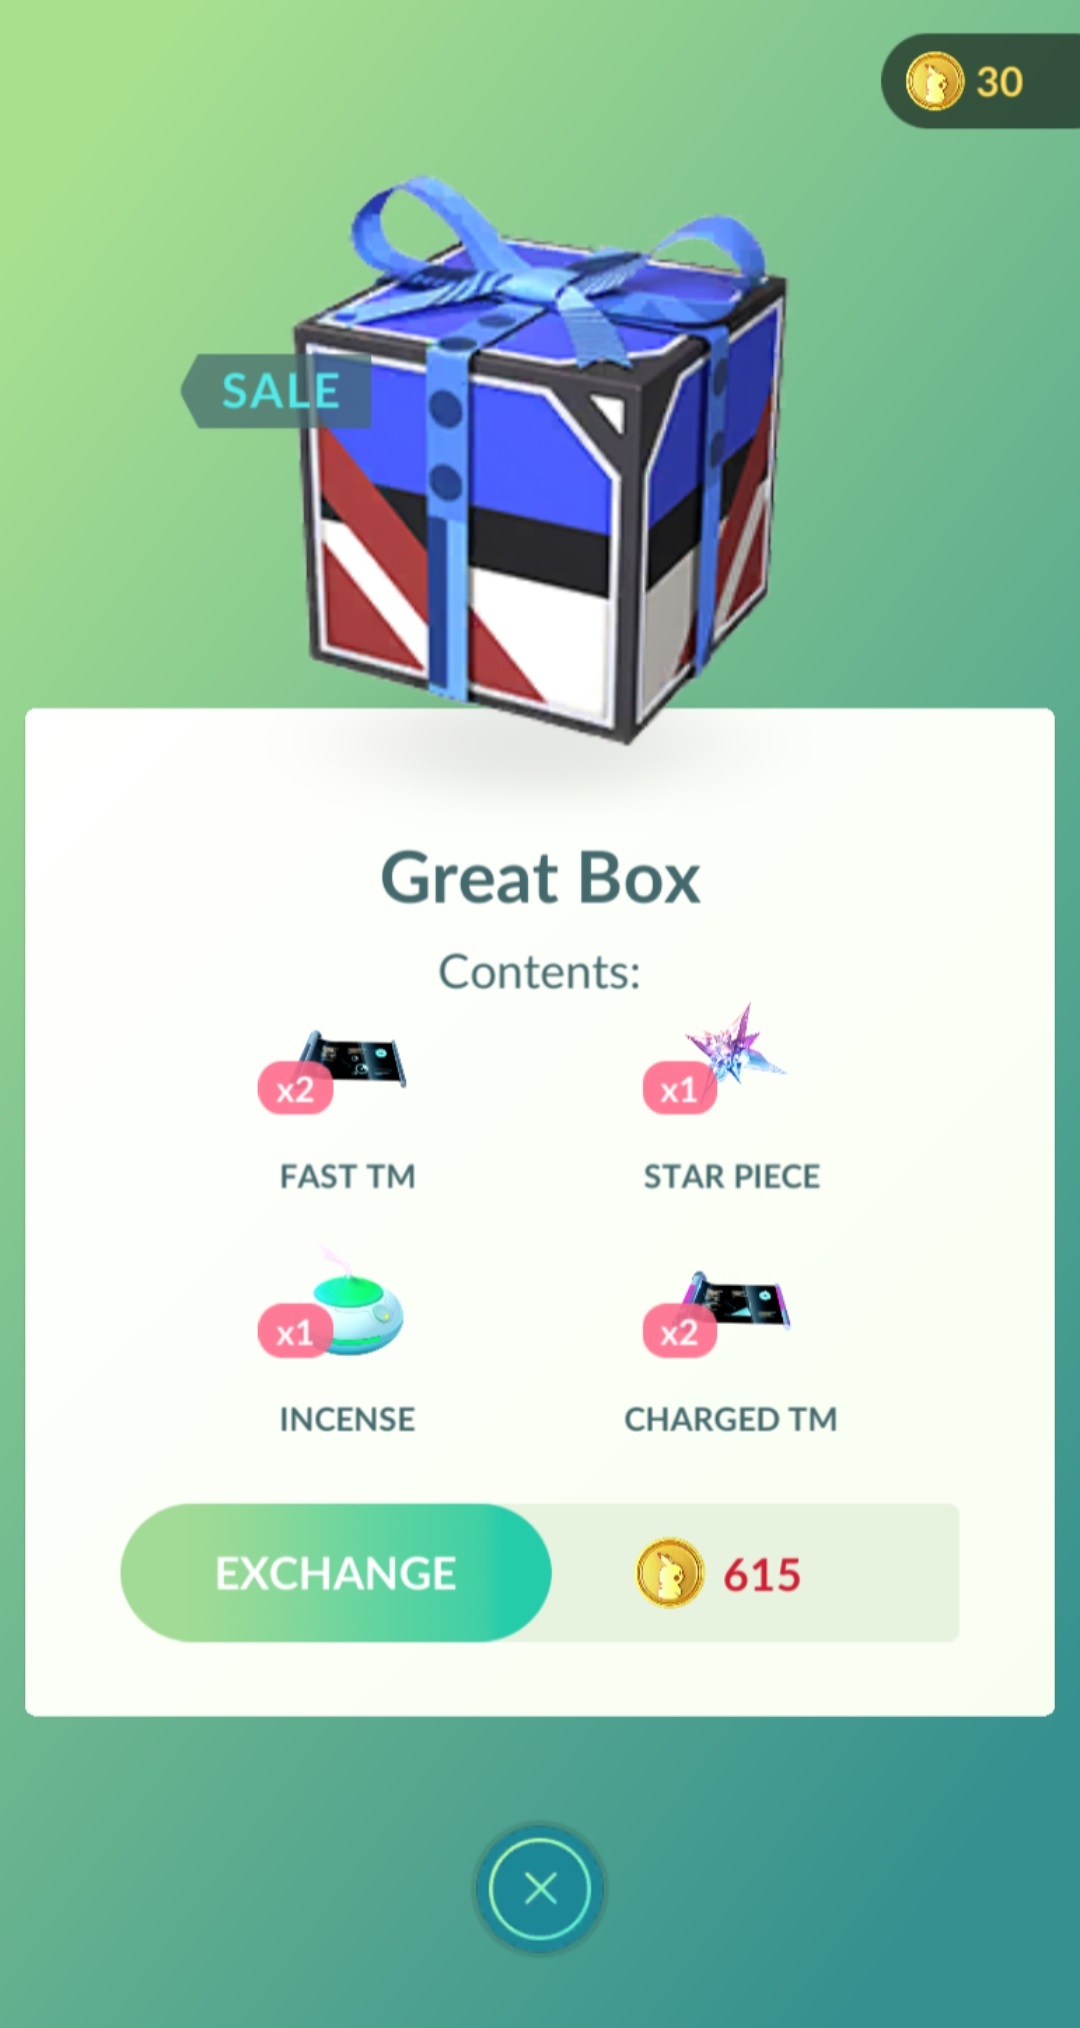 30
SALE
Great Box
Contents:
x2
x1
FAST TM
STAR PIECE
x1
x2
INCENSE
CHARGED TM
EXCHANGE
615